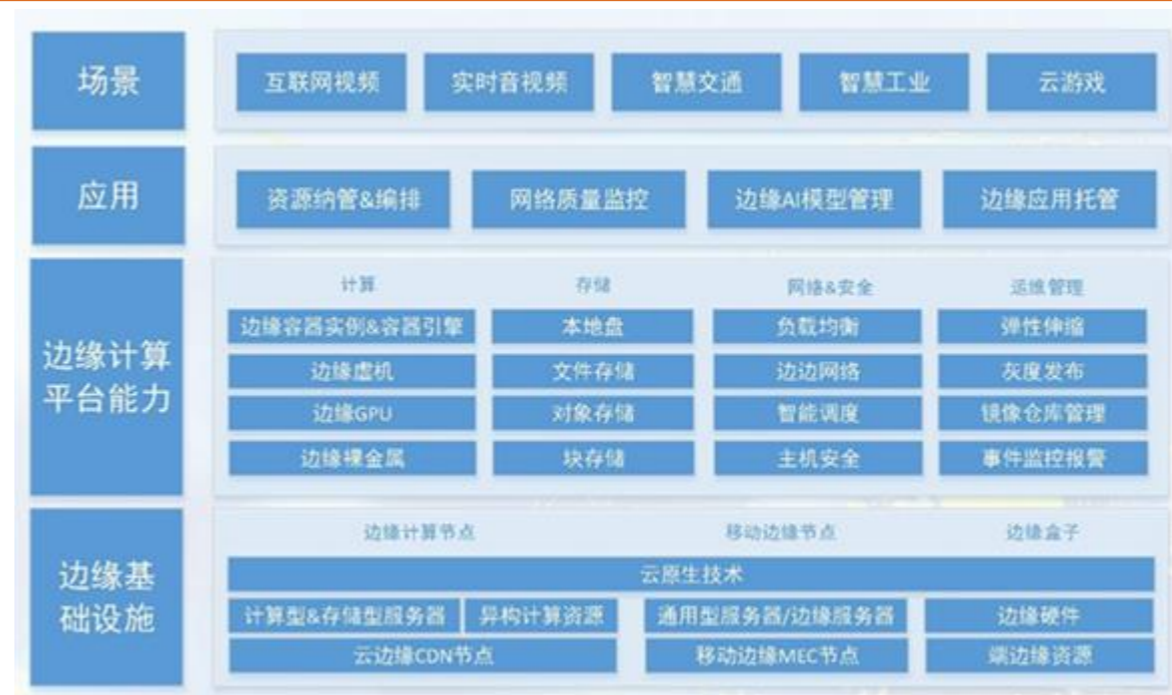 场景
互联网视频
实时音视频
智慧交通
智慧工业
云游戏
应用
资源纳管&编排
网络质量监控
边缘AI模型管理
边缘应用托管
边缘计算
平台能力
计算
存储
网络&安全
运维管理
边缘容器实例&容器引擎
本地盘
负载均衡
弹性伸缩
边缘虚机
文件存储
边边网络
灰度发布
边缘GPU
对象存储
智能调度
镜像仓库管理
边缘裸金属
块存储
主机安全
事件监控报警
边缘基
础设施
边缘计算节点
移动边缘节点
边缘盒子
云原生技术
计算型&存储型服务器
异构计算资源
通用型服务器/边缘服务器
边缘硬件
云边缘CDN节点
移动边缘MEC节点
端边缘资源